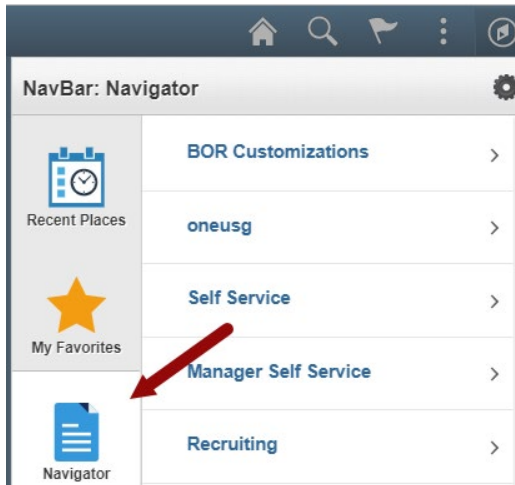 NavBar: Navigator
Recent Places
My Favorites
Navigator
BOR Customizations
oneusg
Self Service
Manager Self Service
Recruiting